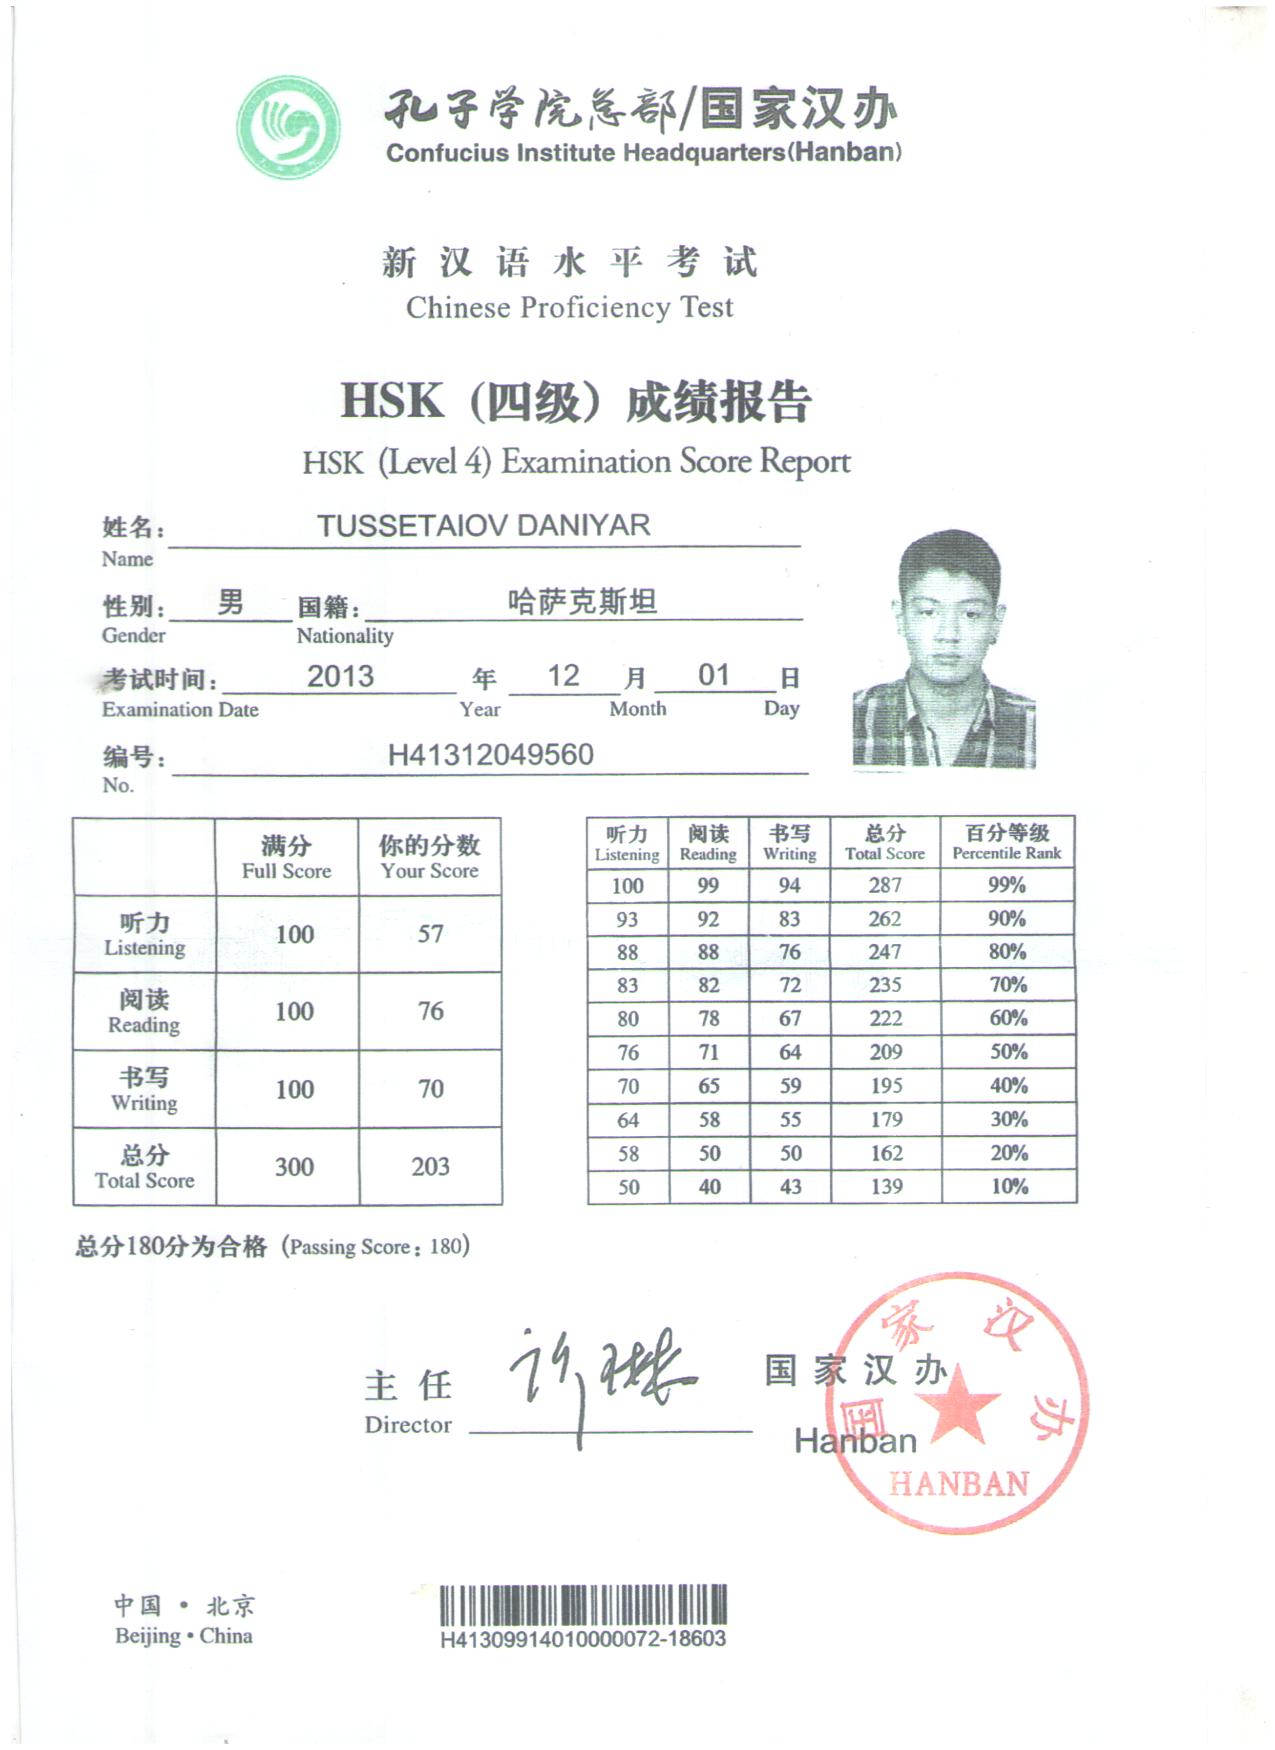 孔子学院总部/国家汉办
Confucius Institute Headquarters(Hanban)
新汉语水平考试
Chinese Proficiency Test
HSK（四级）成绩报告
HSK (Level 4) Examination Score Report
姓名: TUSSETAIOV DANIYAR
Name
性别: 男 国籍: 哈萨克斯坦
Gender Nationality
考试时间: 2013 年 12 月 01 日
Examination Date Year Month Day
编号: H41312049560
No.
满分 你的分数
Full Score Your Score
听力 100 57
Listening
阅读 100 76
Reading
书写 100 70
Writing
总分 300 203
Total Score
听力 阅读 书写 总分 百分等级
Listening Reading Writing Total Score Percentile Rank
100 99 94 287 99%
93 92 83 262 90%
88 88 76 247 80%
83 82 72 235 70%
80 78 67 222 60%
76 71 64 209 50%
70 65 59 195 40%
64 58 55 179 30%
58 50 50 162 20%
50 40 43 139 10%
总分180分为合格 (Passing Score: 180)
主任 许琳 国家汉办
Director Hanban
国家汉办
HANBAN
中国·北京
Beijing·China
H41309914010000072-18603